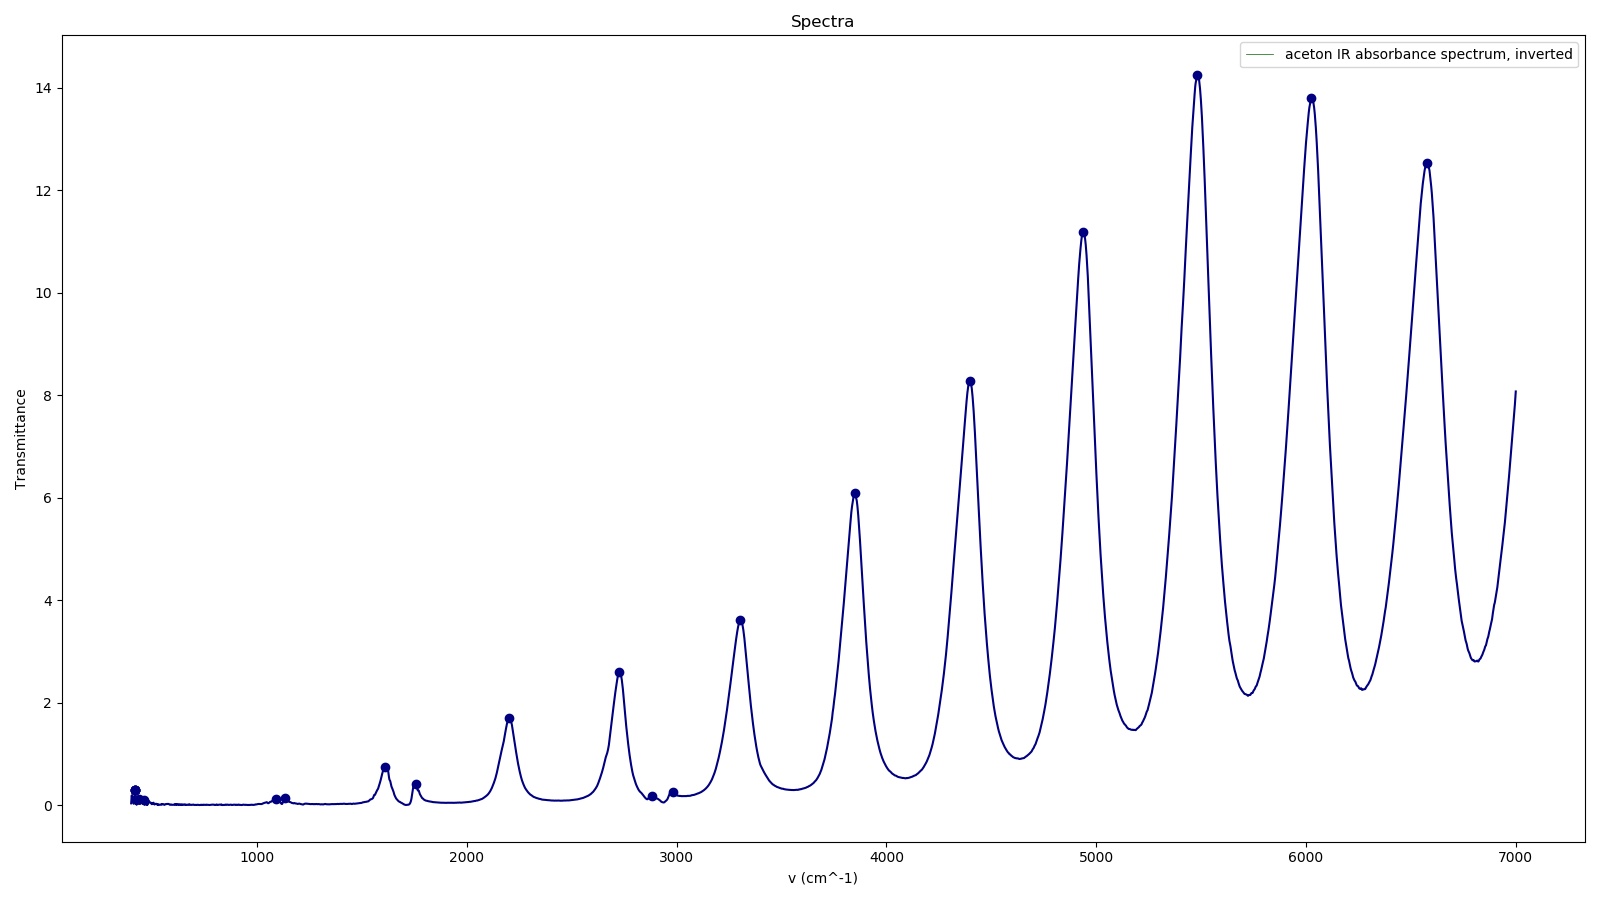 Spectra
aceton IR absorbance spectrum, inverted
14
12
10
8
6
4
2
0
Transmittance
1000 2000 3000 4000 5000 6000 7000
v (cm^-1)